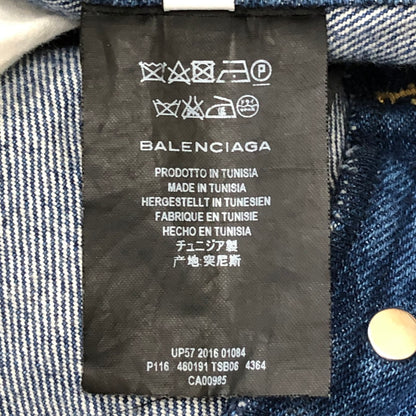 P
BALENCIAGA
PRODOTTO IN TUNISIA
MADE IN TUNISIA
HERGESTELLT IN TUNESIEN
FABRIQUE EN TUNISIE
HECHO EN TUNISIA
チュニジア製
产地:突尼斯
UP57 2016 01084
P116 460191 TSB06 4364
CA00985